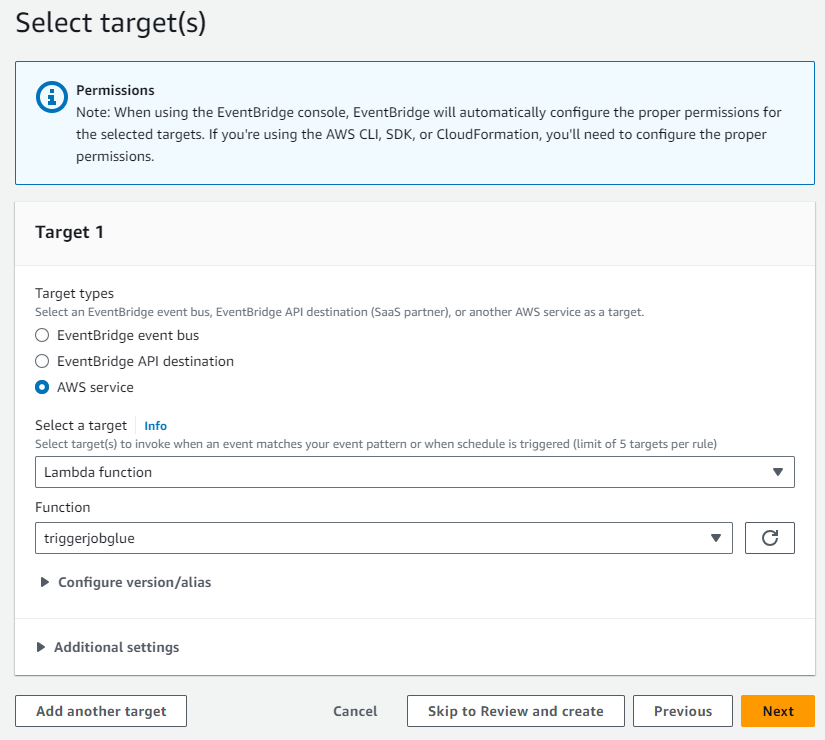 Select target(s)
Permissions
Note: When using the EventBridge console, EventBridge will automatically configure the proper permissions for
the selected targets. If you're using the AWS CLI, SDK, or CloudFormation, you'll need to configure the proper
permissions.
Target 1
Target types
Select an EventBridge event bus, EventBridge API destination (SaaS partner), or another AWS service as a target.
EventBridge event bus
EventBridge API destination
AWS service
Select a target Info
Select target(s) to invoke when an event matches your event pattern or when schedule is triggered (limit of 5 targets per rule)
Lambda function
Function
triggerjobglue
Configure version/alias
Additional settings
Add another target Cancel Skip to Review and create Previous Next